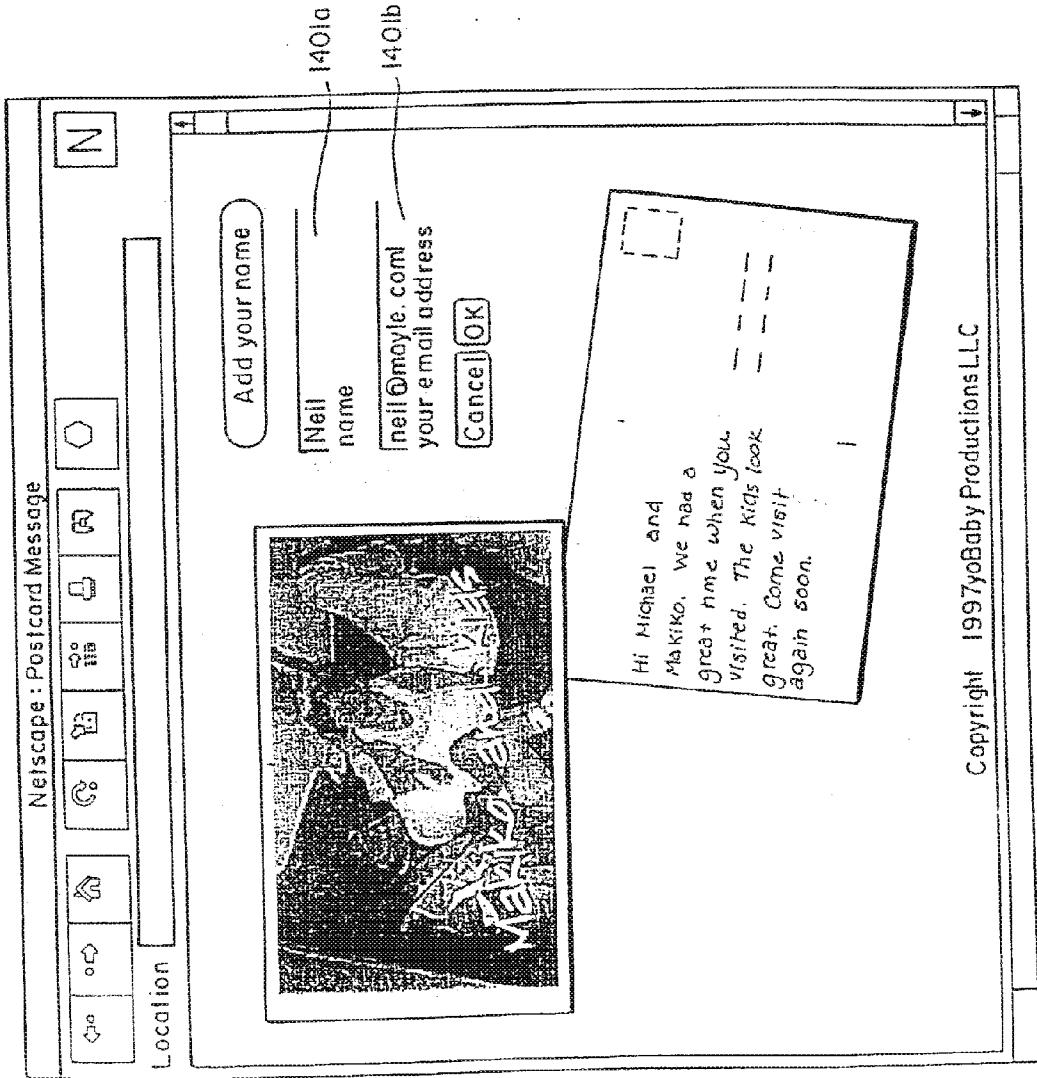 Netscape : Postcard Message
N
Location
Add your name
Neil
name
1401a
neil@mayle.com
your email address
1401b
Cancel OK
Hi Michael and
Makiko. We had a
great time when you
visited. The kids look
great. Come visit
again soon.
Copyright 1997yoBaby Productions LLC